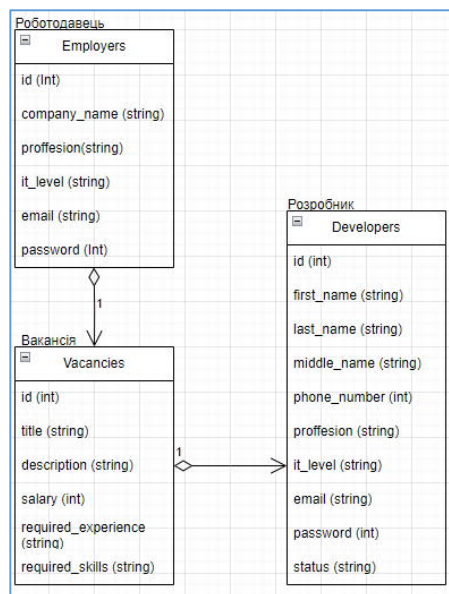 Роботодавець
Employers
id (Int)
company_name (string)
proffesion(string)
it_level (string)
email (string)
password (Int)
1
Вакансія
Vacancies
id (int)
title (string)
description (string)
salary (int)
required_experience
(string)
required_skills (string)
1
Розробник
Developers
id (int)
first_name (string)
last_name (string)
middle_name (string)
phone_number (int)
proffesion (string)
it_level (string)
email (string)
password (int)
status (string)